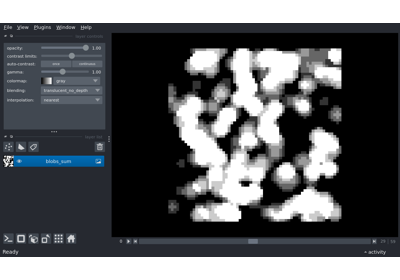 File View Plugins Window Help
opacity: 1.00
contrast limits:
auto-contrast: once continuous
gamma: 1.00
colormap: gray
blending: translucent_no_depth
interpolation: nearest
blobs_sum
Ready
activity